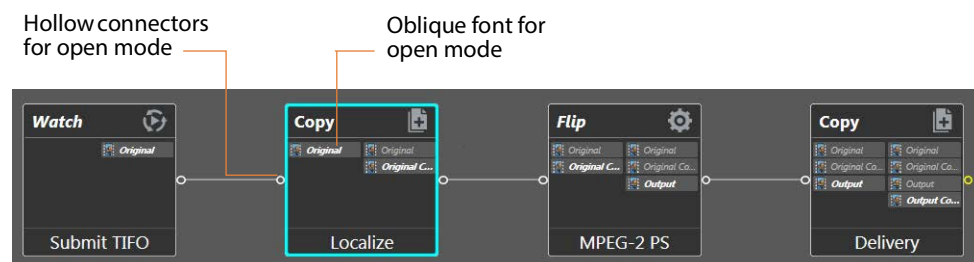 Hollow connectors
for open mode
Oblique font for
open mode
Watch
Original
Submit TIFO
Copy
Original
Original
Original C...
Localize
Flip
Original
Original
Original C...
Original Co...
Output
MPEG-2 PS
Copy
Original
Original
Original Ca...
Original Co...
Output
Output
Output Co...
Delivery